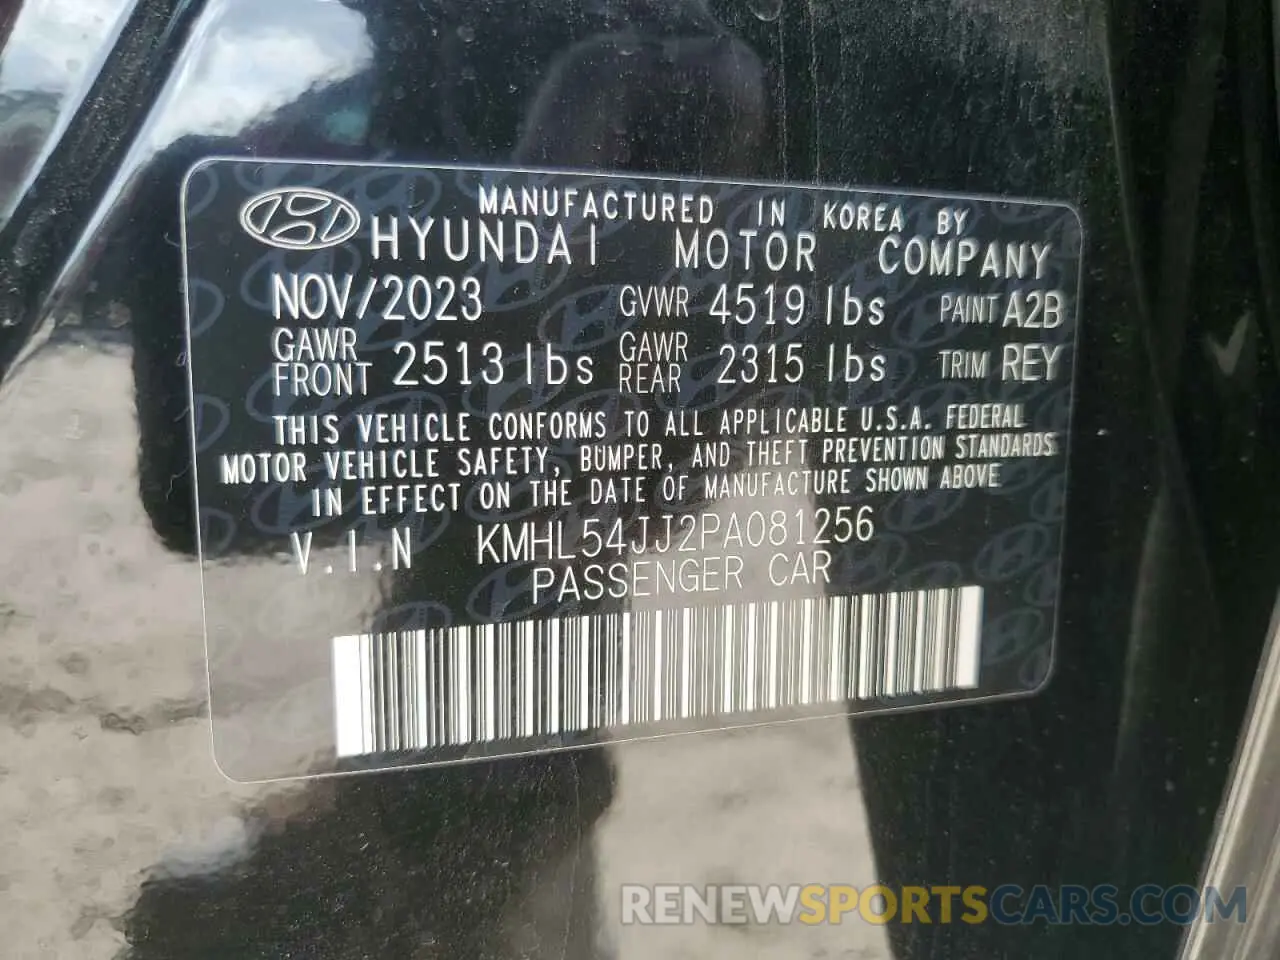 MANUFACTURED IN KOREA BY
HYUNDAI MOTOR COMPANY
NOV/2023 GVWR 4519 lbs PAINT A2B
GAWR FRONT 2513 lbs GAWR REAR 2315 lbs TRIM REY
THIS VEHICLE CONFORMS TO ALL APPLICABLE U.S.A. FEDERAL
MOTOR VEHICLE SAFETY, BUMPER, AND THEFT PREVENTION STANDARDS
IN EFFECT ON THE DATE OF MANUFACTURE SHOWN ABOVE
V.I.N KMHL54JJ2PA081256
PASSENGER CAR
RENEWSPORTSCARS.COM